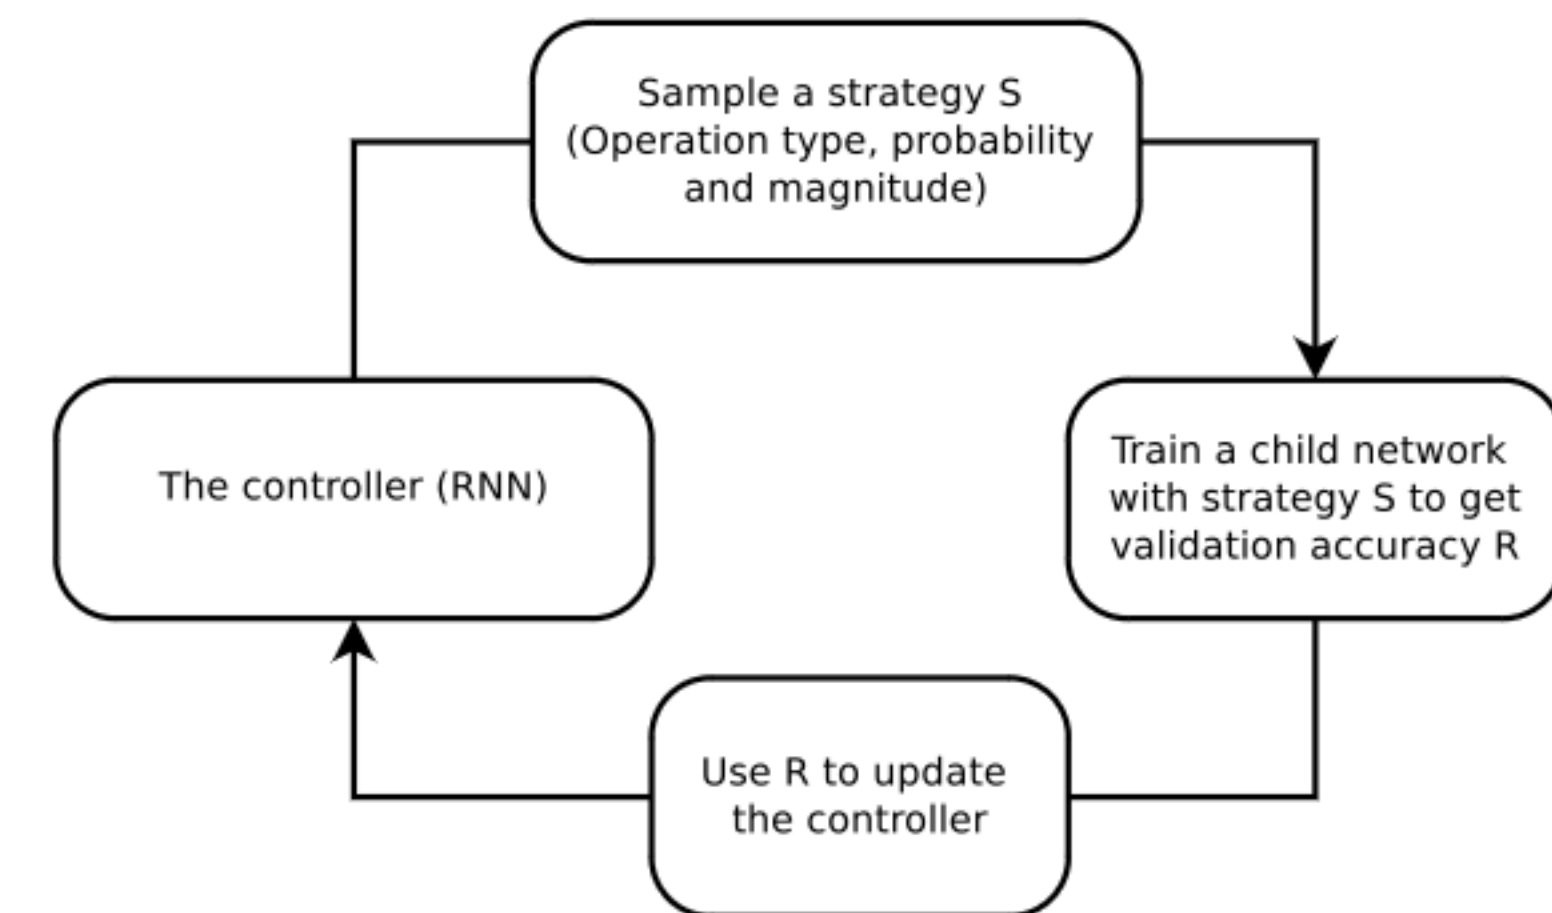 Sample a strategy S
(Operation type, probability
and magnitude)
The controller (RNN)
Train a child network
with strategy S to get
validation accuracy R
Use R to update
the controller